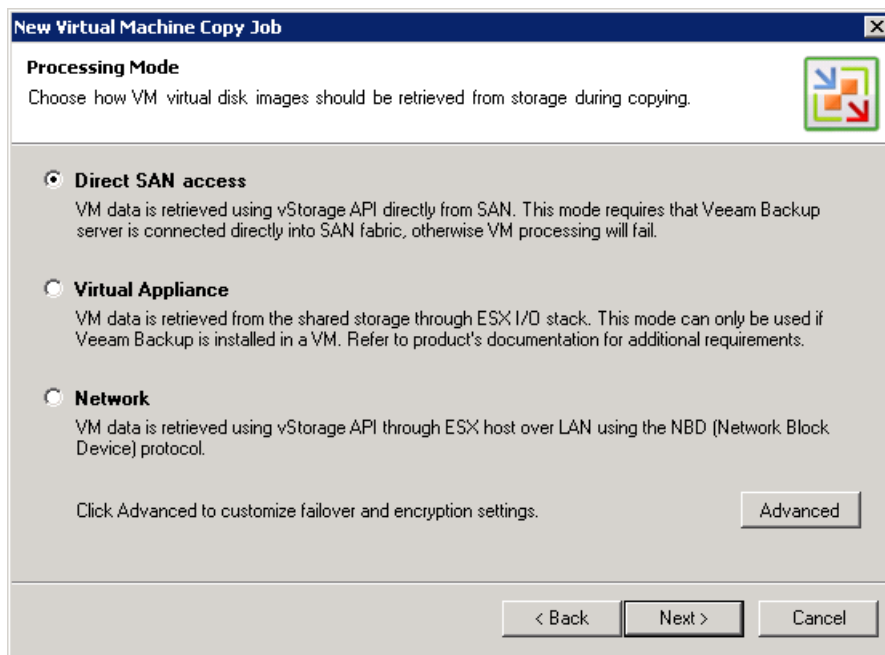 New Virtual Machine Copy Job
Processing Mode
Choose how VM virtual disk images should be retrieved from storage during copying.
Direct SAN access
VM data is retrieved using vStorage API directly from SAN. This mode requires that Veeam Backup
server is connected directly into SAN fabric, otherwise VM processing will fail.
Virtual Appliance
VM data is retrieved from the shared storage through ESX I/O stack. This mode can only be used if
Veeam Backup is installed in a VM. Refer to product's documentation for additional requirements.
Network
VM data is retrieved using vStorage API through ESX host over LAN using the NBD (Network Block
Device) protocol.
Click Advanced to customize failover and encryption settings.
Advanced
< Back
Next >
Cancel